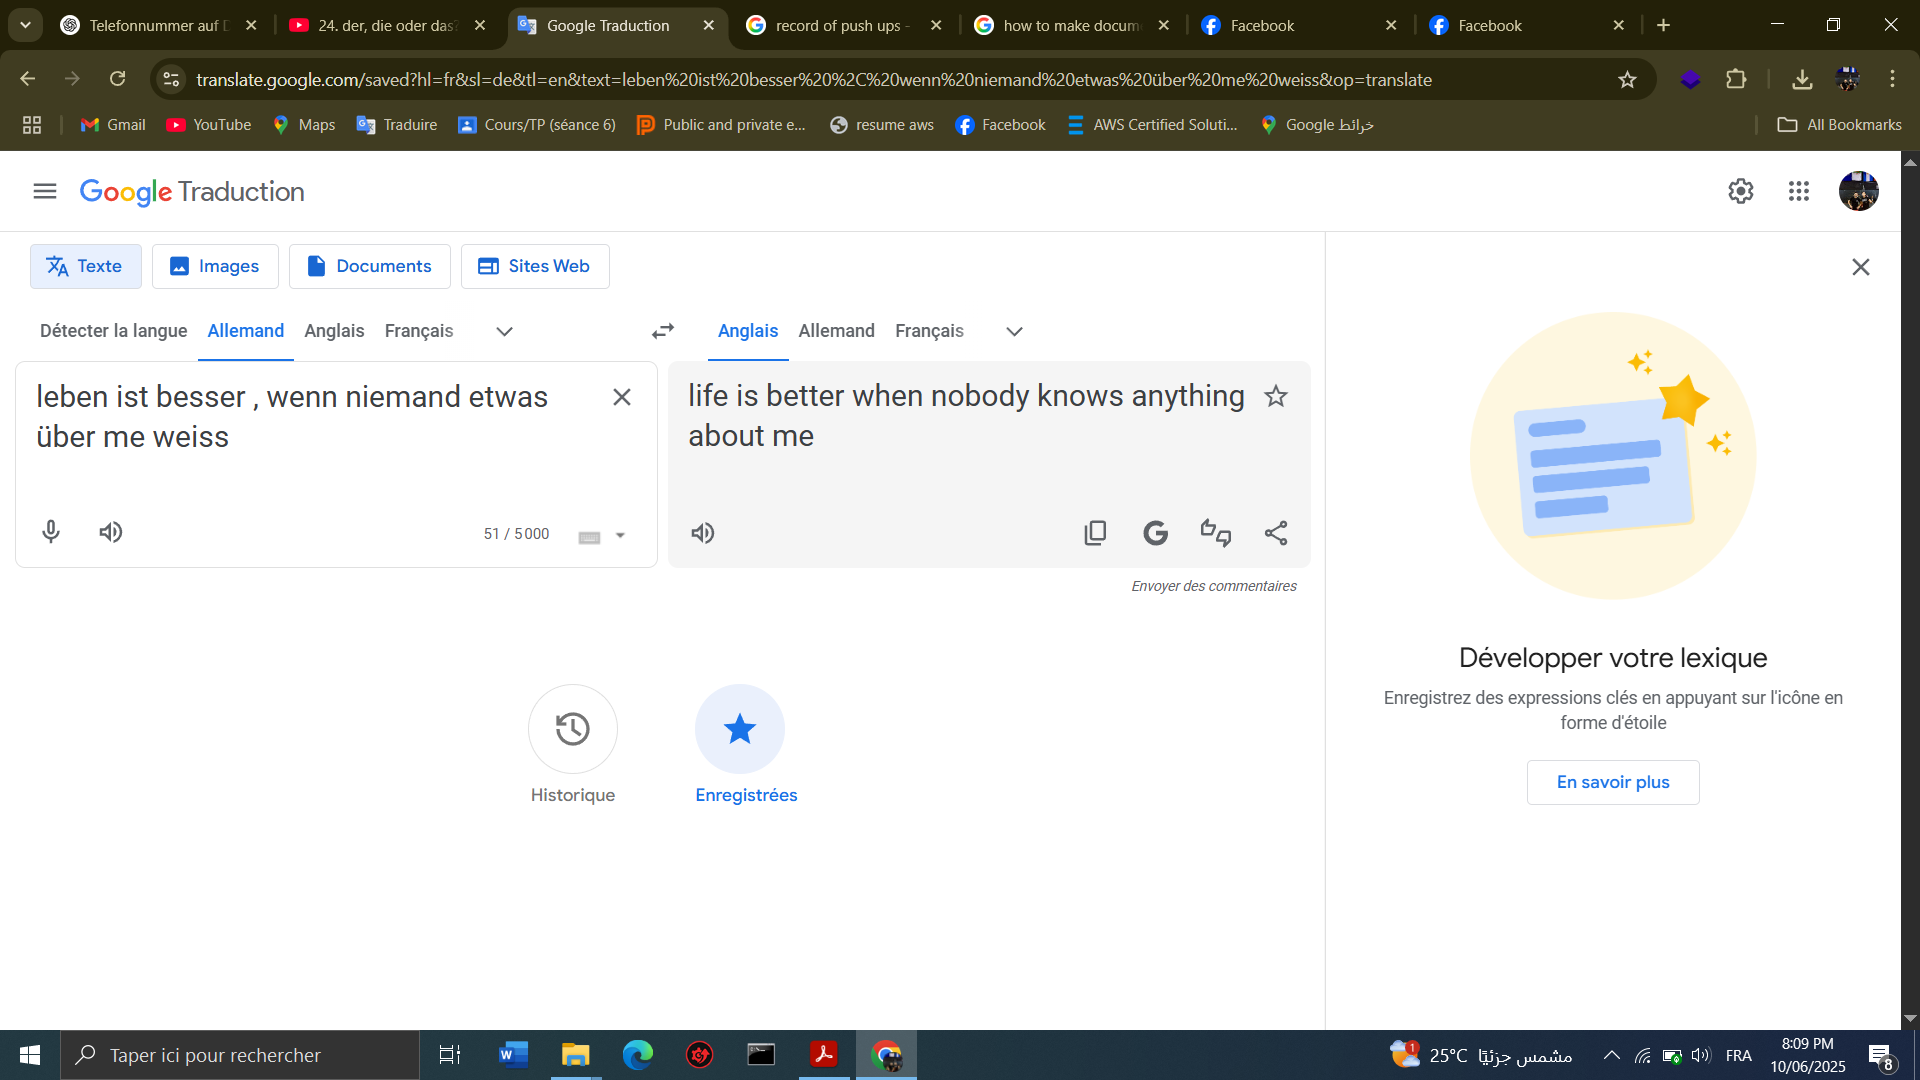 Telefonnummer auf D
24. der, die oder das?
Google Traduction
record of push ups -
how to make docum
Facebook
Facebook
translate.google.com/saved?hl=fr&sl=de&tl=en&text=leben%20ist%20besser%20%2C%20wenn%20niemand%20etwas%20über%20me%20weiss&op=translate
Gmail
YouTube
Maps
Traduire
Cours/TP (séance 6)
Public and private e...
resume aws
Facebook
AWS Certified Soluti...
خرائط Google
All Bookmarks
Google Traduction
Texte
Images
Documents
Sites Web
Détecter la langue
Allemand
Anglais
Français
Anglais
Allemand
Français
leben ist besser , wenn niemand etwas
über me weiss
51 / 5 000
life is better when nobody knows anything
about me
Envoyer des commentaires
Historique
Enregistrées
Développer votre lexique
Enregistrez des expressions clés en appuyant sur l'icône en
forme d'étoile
En savoir plus
Taper ici pour rechercher
1
25°C مشمس جزئيًا
FRA
8:09 PM
10/06/2025
8